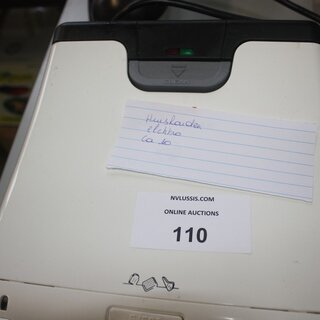 Huishouden
elektro
Ca 10
NVLUSSIS.COM
ONLINE AUCTIONS
110